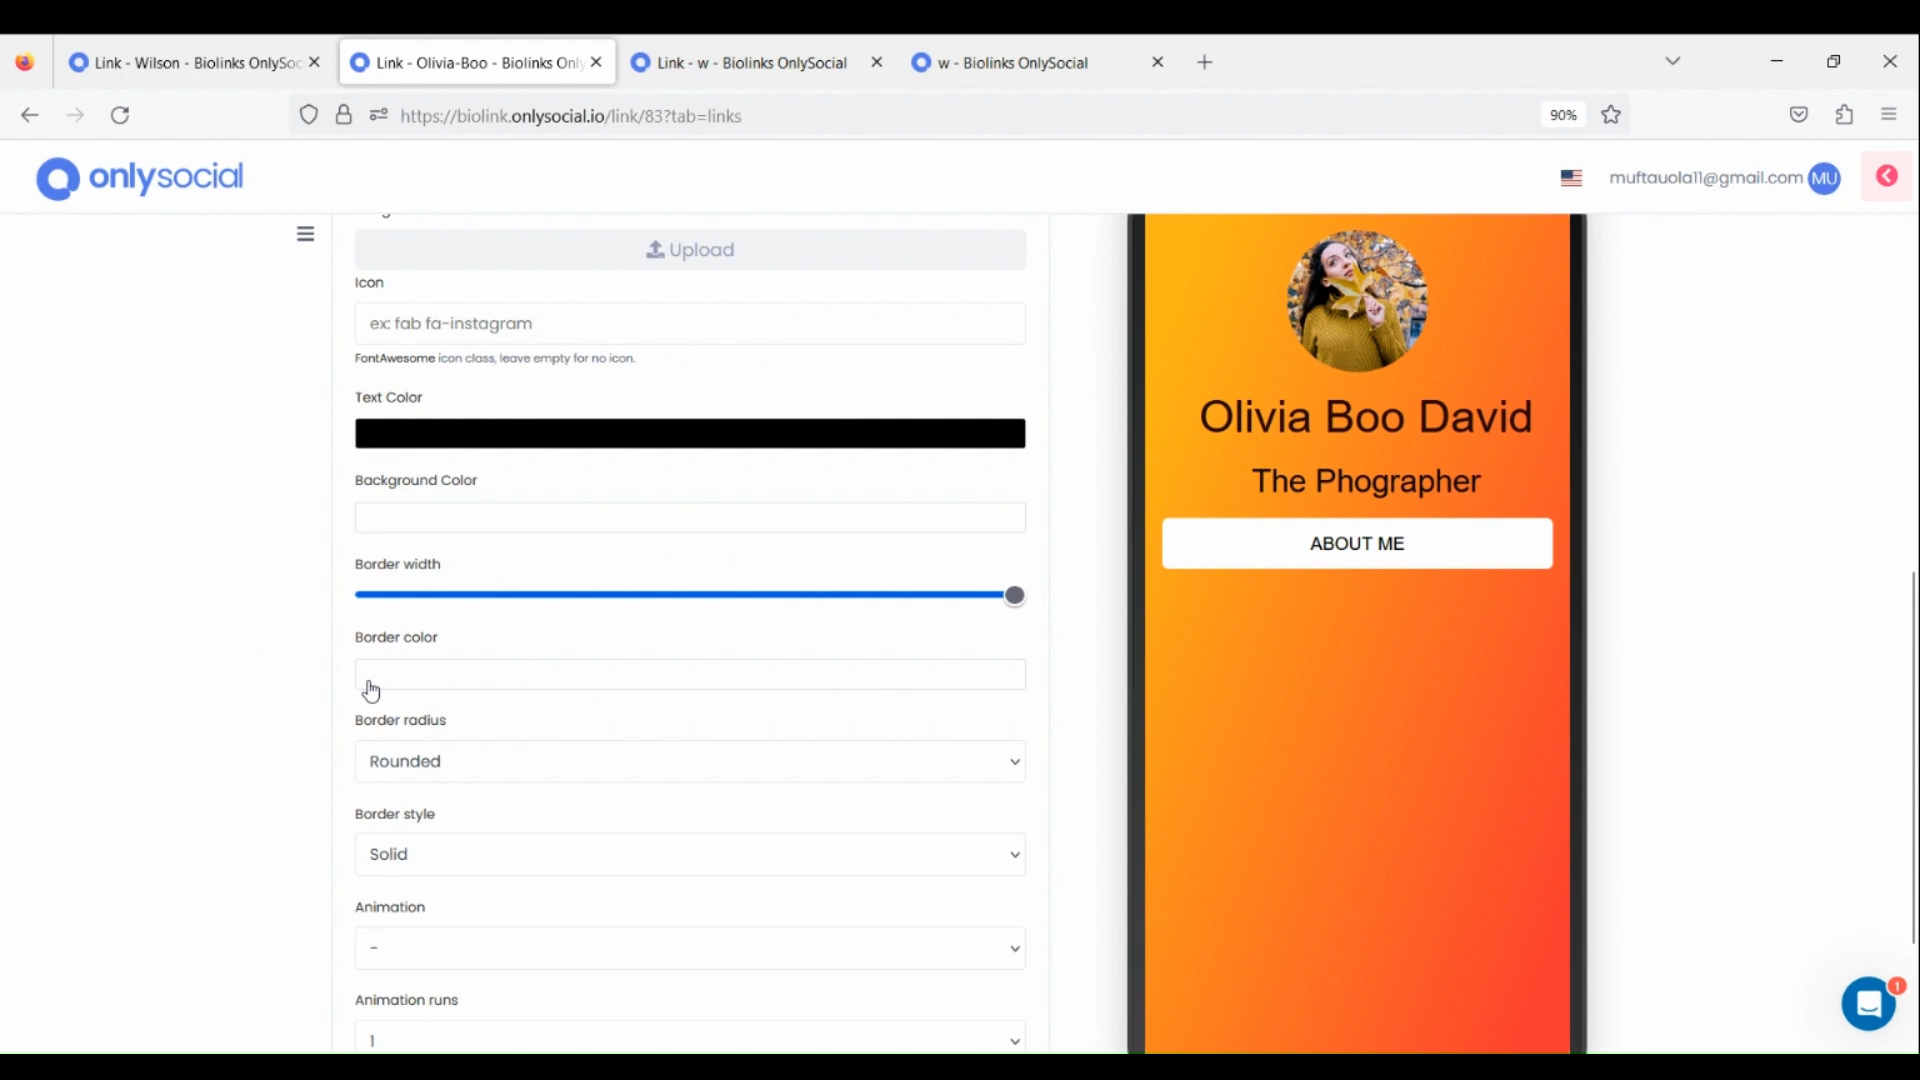 Link - Wilson - Biolinks OnlySoc
Link - Olivia-Boo - Biolinks Only
Link - w - Biolinks OnlySocial
w - Biolinks OnlySocial
https://biolink.onlysocial.io/link/83?tab=links
90%
onlysocial
muftauola11@gmail.com
MU
Upload
Icon
ex: fab fa-instagram
FontAwesome icon class, leave empty for no icon.
Text Color
Background Color
Border width
Border color
Border radius
Rounded
Border style
Solid
Animation
-
Animation runs
1
Olivia Boo David
The Phographer
ABOUT ME
1